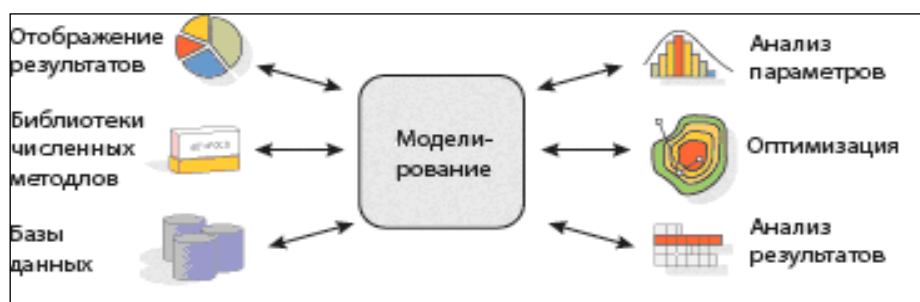 Отображение
результатов
Библиотеки
численных
методлов
Базы
данных
Модели-
рование
Анализ
параметров
Оптимизация
Анализ
результатов